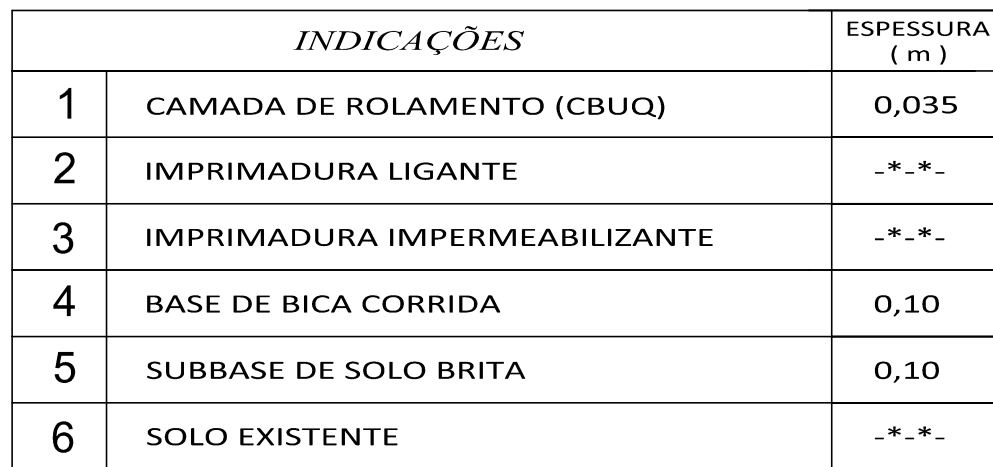 INDICAÇÕES ESPESSURA
( m )
1 CAMADA DE ROLAMENTO (CBUQ) 0,035
2 IMPRIMADURA LIGANTE -*-*-
3 IMPRIMADURA IMPERMEABILIZANTE -*-*-
4 BASE DE BICA CORRIDA 0,10
5 SUBBASE DE SOLO BRITA 0,10
6 SOLO EXISTENTE -*-*-